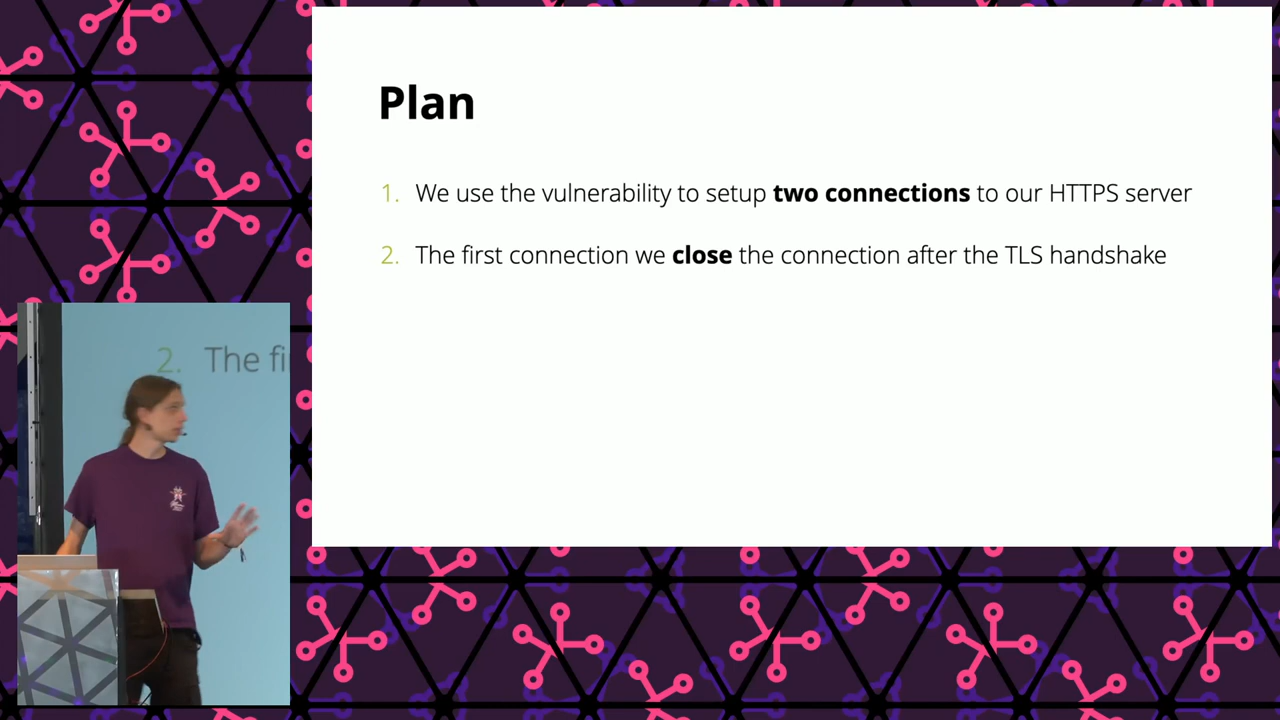 Plan
1. We use the vulnerability to setup two connections to our HTTPS server
2. The first connection we close the connection after the TLS handshake
2. The fi